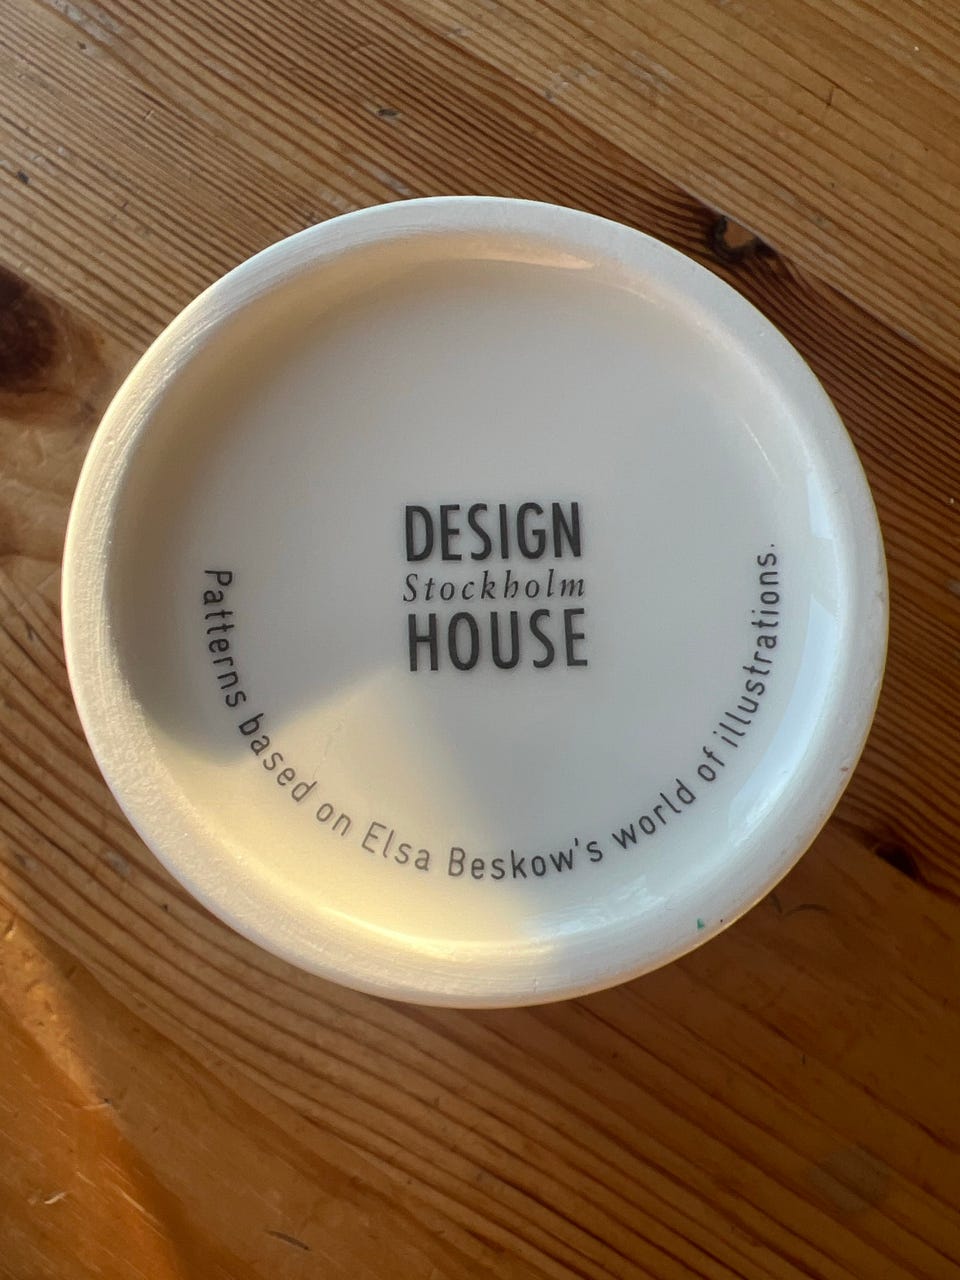 DESIGN
Stockholm
HOUSE
Patterns based on Elsa Beskow's world of illustrations.